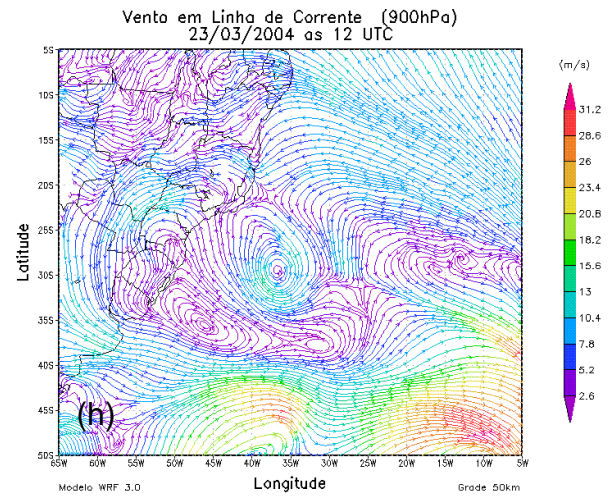 Vento em Linha de Corrente (900hPa)
23/03/2004 as 12 UTC
(m/s)
5S
10S
15S
20S
25S
30S
35S
40S
45S
50S
Latitude
31.2
28.6
26
23.4
20.8
18.2
15.6
13
10.4
7.8
5.2
2.6
(h)
65W 60W 55W 50W 45W 40W 35W 30W 25W 20W 15W 10W 5W
Longitude
Modelo WRF 3.0
Grade 50km